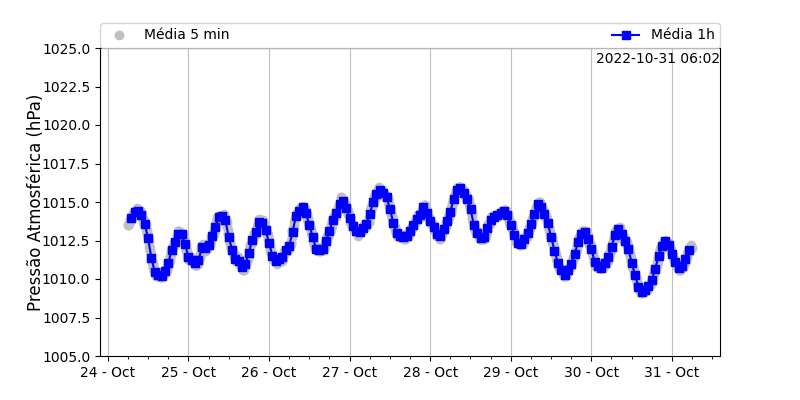 Média 5 min
Média 1h
2022-10-31 06:02
Pressão Atmosférica (hPa)
1025.0
1022.5
1020.0
1017.5
1015.0
1012.5
1010.0
1007.5
1005.0
24 - Oct
25 - Oct
26 - Oct
27 - Oct
28 - Oct
29 - Oct
30 - Oct
31 - Oct